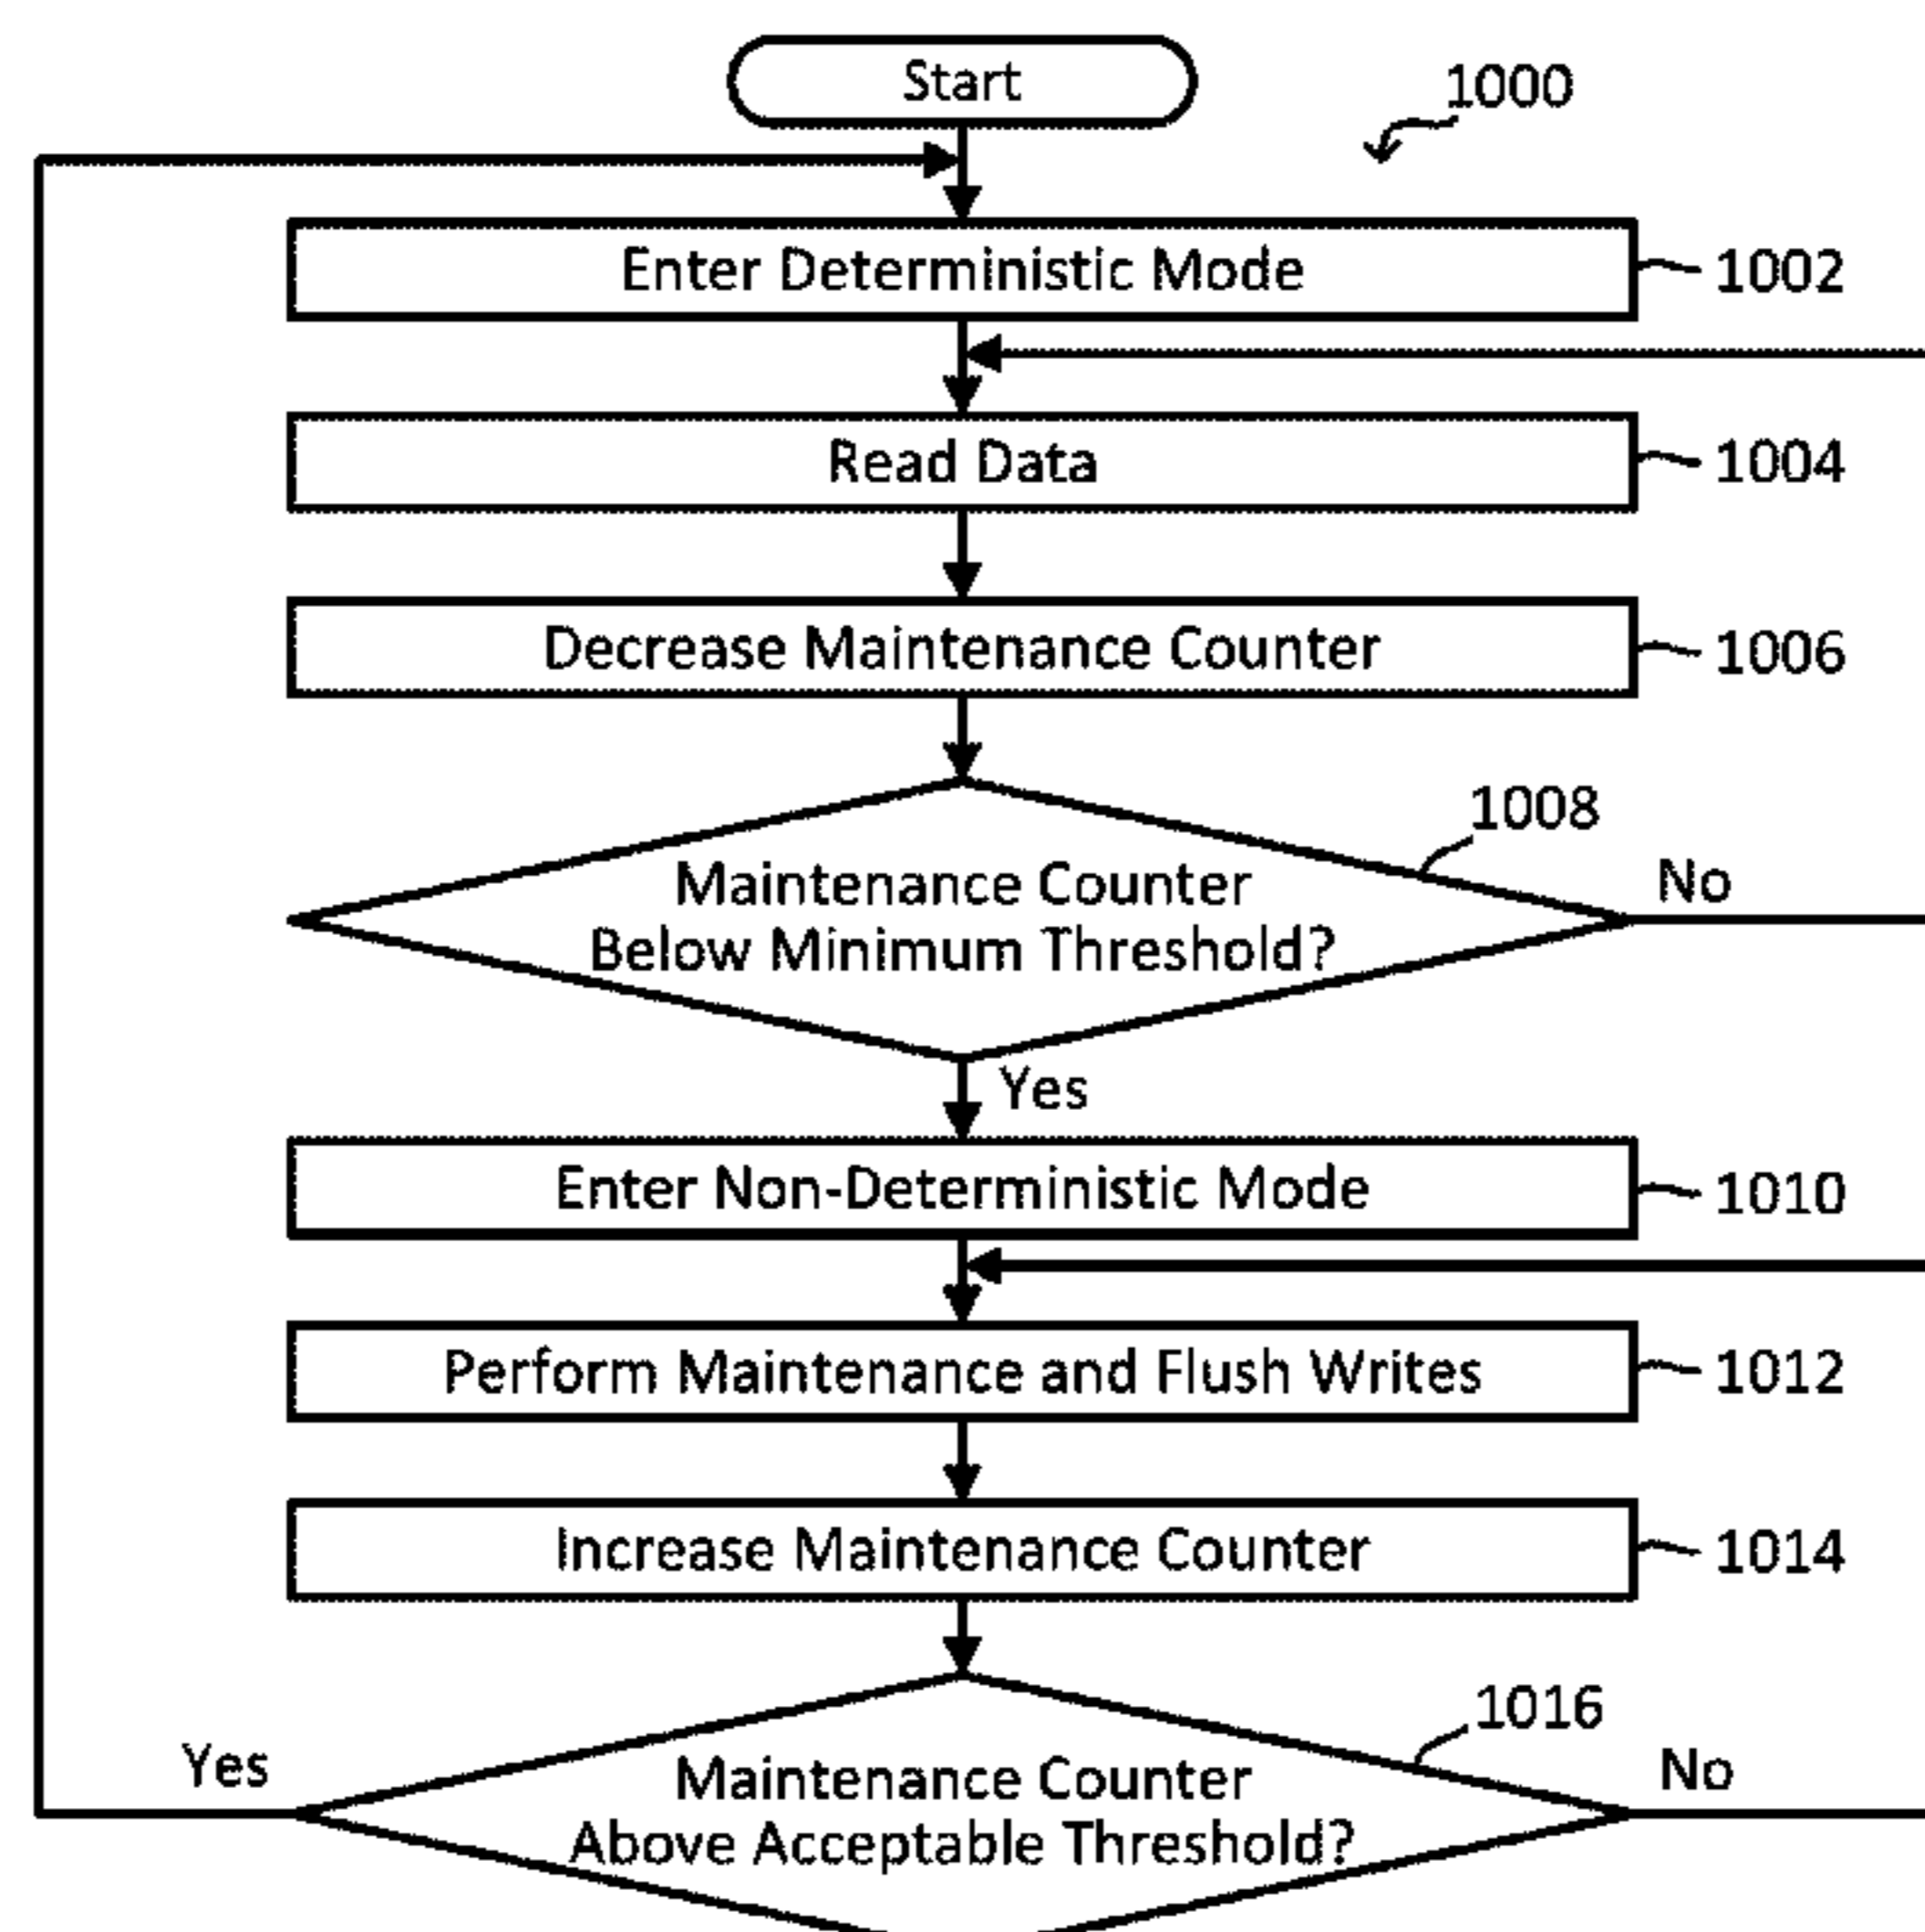 Start
1000
Enter Deterministic Mode
1002
Read Data
1004
Decrease Maintenance Counter
1006
1008
Maintenance Counter
No
Below Minimum Threshold?
Yes
Enter Non-Deterministic Mode
1010
Perform Maintenance and Flush Writes
1012
Increase Maintenance Counter
1014
1016
Yes
Maintenance Counter
No
Above Acceptable Threshold?